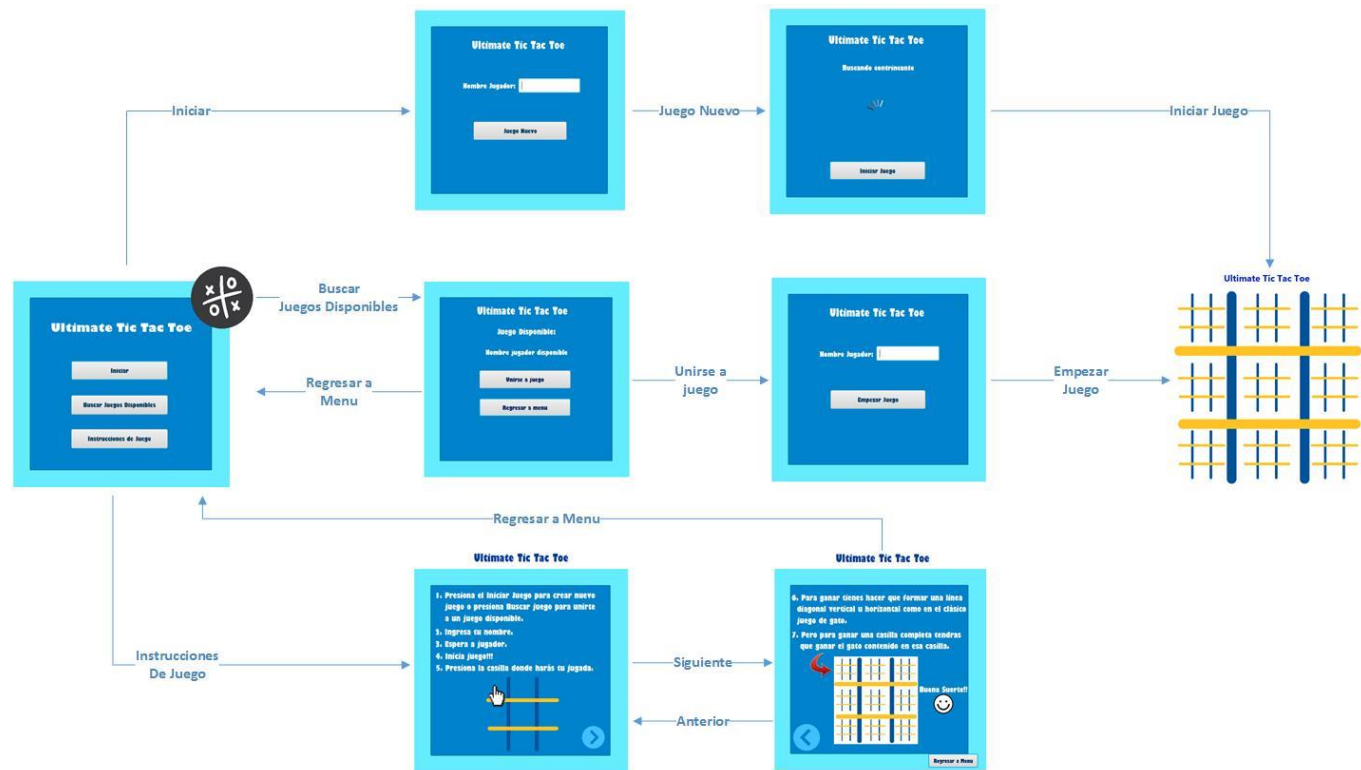 Ultimate Tic Tac Toe
Nombre Jugador:
Juego Nuevo
Iniciar
Juego Nuevo
Ultimate Tic Tac Toe
Buscando contrincante
Iniciar Juego
Iniciar Juego
Ultimate Tic Tac Toe
Iniciar
Buscar Juegos Disponibles
Instrucciones de Juego
Buscar
Juegos Disponibles
Regresar a
Menu
Ultimate Tic Tac Toe
Juego Disponible:
Nombre jugador disponible
Unirse a juego
Regresar a menu
Unirse a
juego
Ultimate Tic Tac Toe
Nombre Jugador:
Empezar Juego
Empezar
Juego
Ultimate Tic Tac Toe
Regresar a Menu
Instrucciones
De Juego
Ultimate Tic Tac Toe
1. Presiona el Iniciar Juego para crear nuevo
juego o presiona Buscar juego para unirte
a un juego disponible.
2. Ingresa tu nombre.
3. Espera a jugador.
4. Inicia juego!!!
5. Presiona la casilla donde harás tu jugada.
Siguiente
Anterior
Ultimate Tic Tac Toe
6. Para ganar tienes hacer que formar una línea
diagonal vertical u horizontal como en el clásico
juego de gato.
7. Pero para ganar una casilla completa tendras
que ganar el gato contenido en esa casilla.
Buena Suerte!!
Regresar a Menu